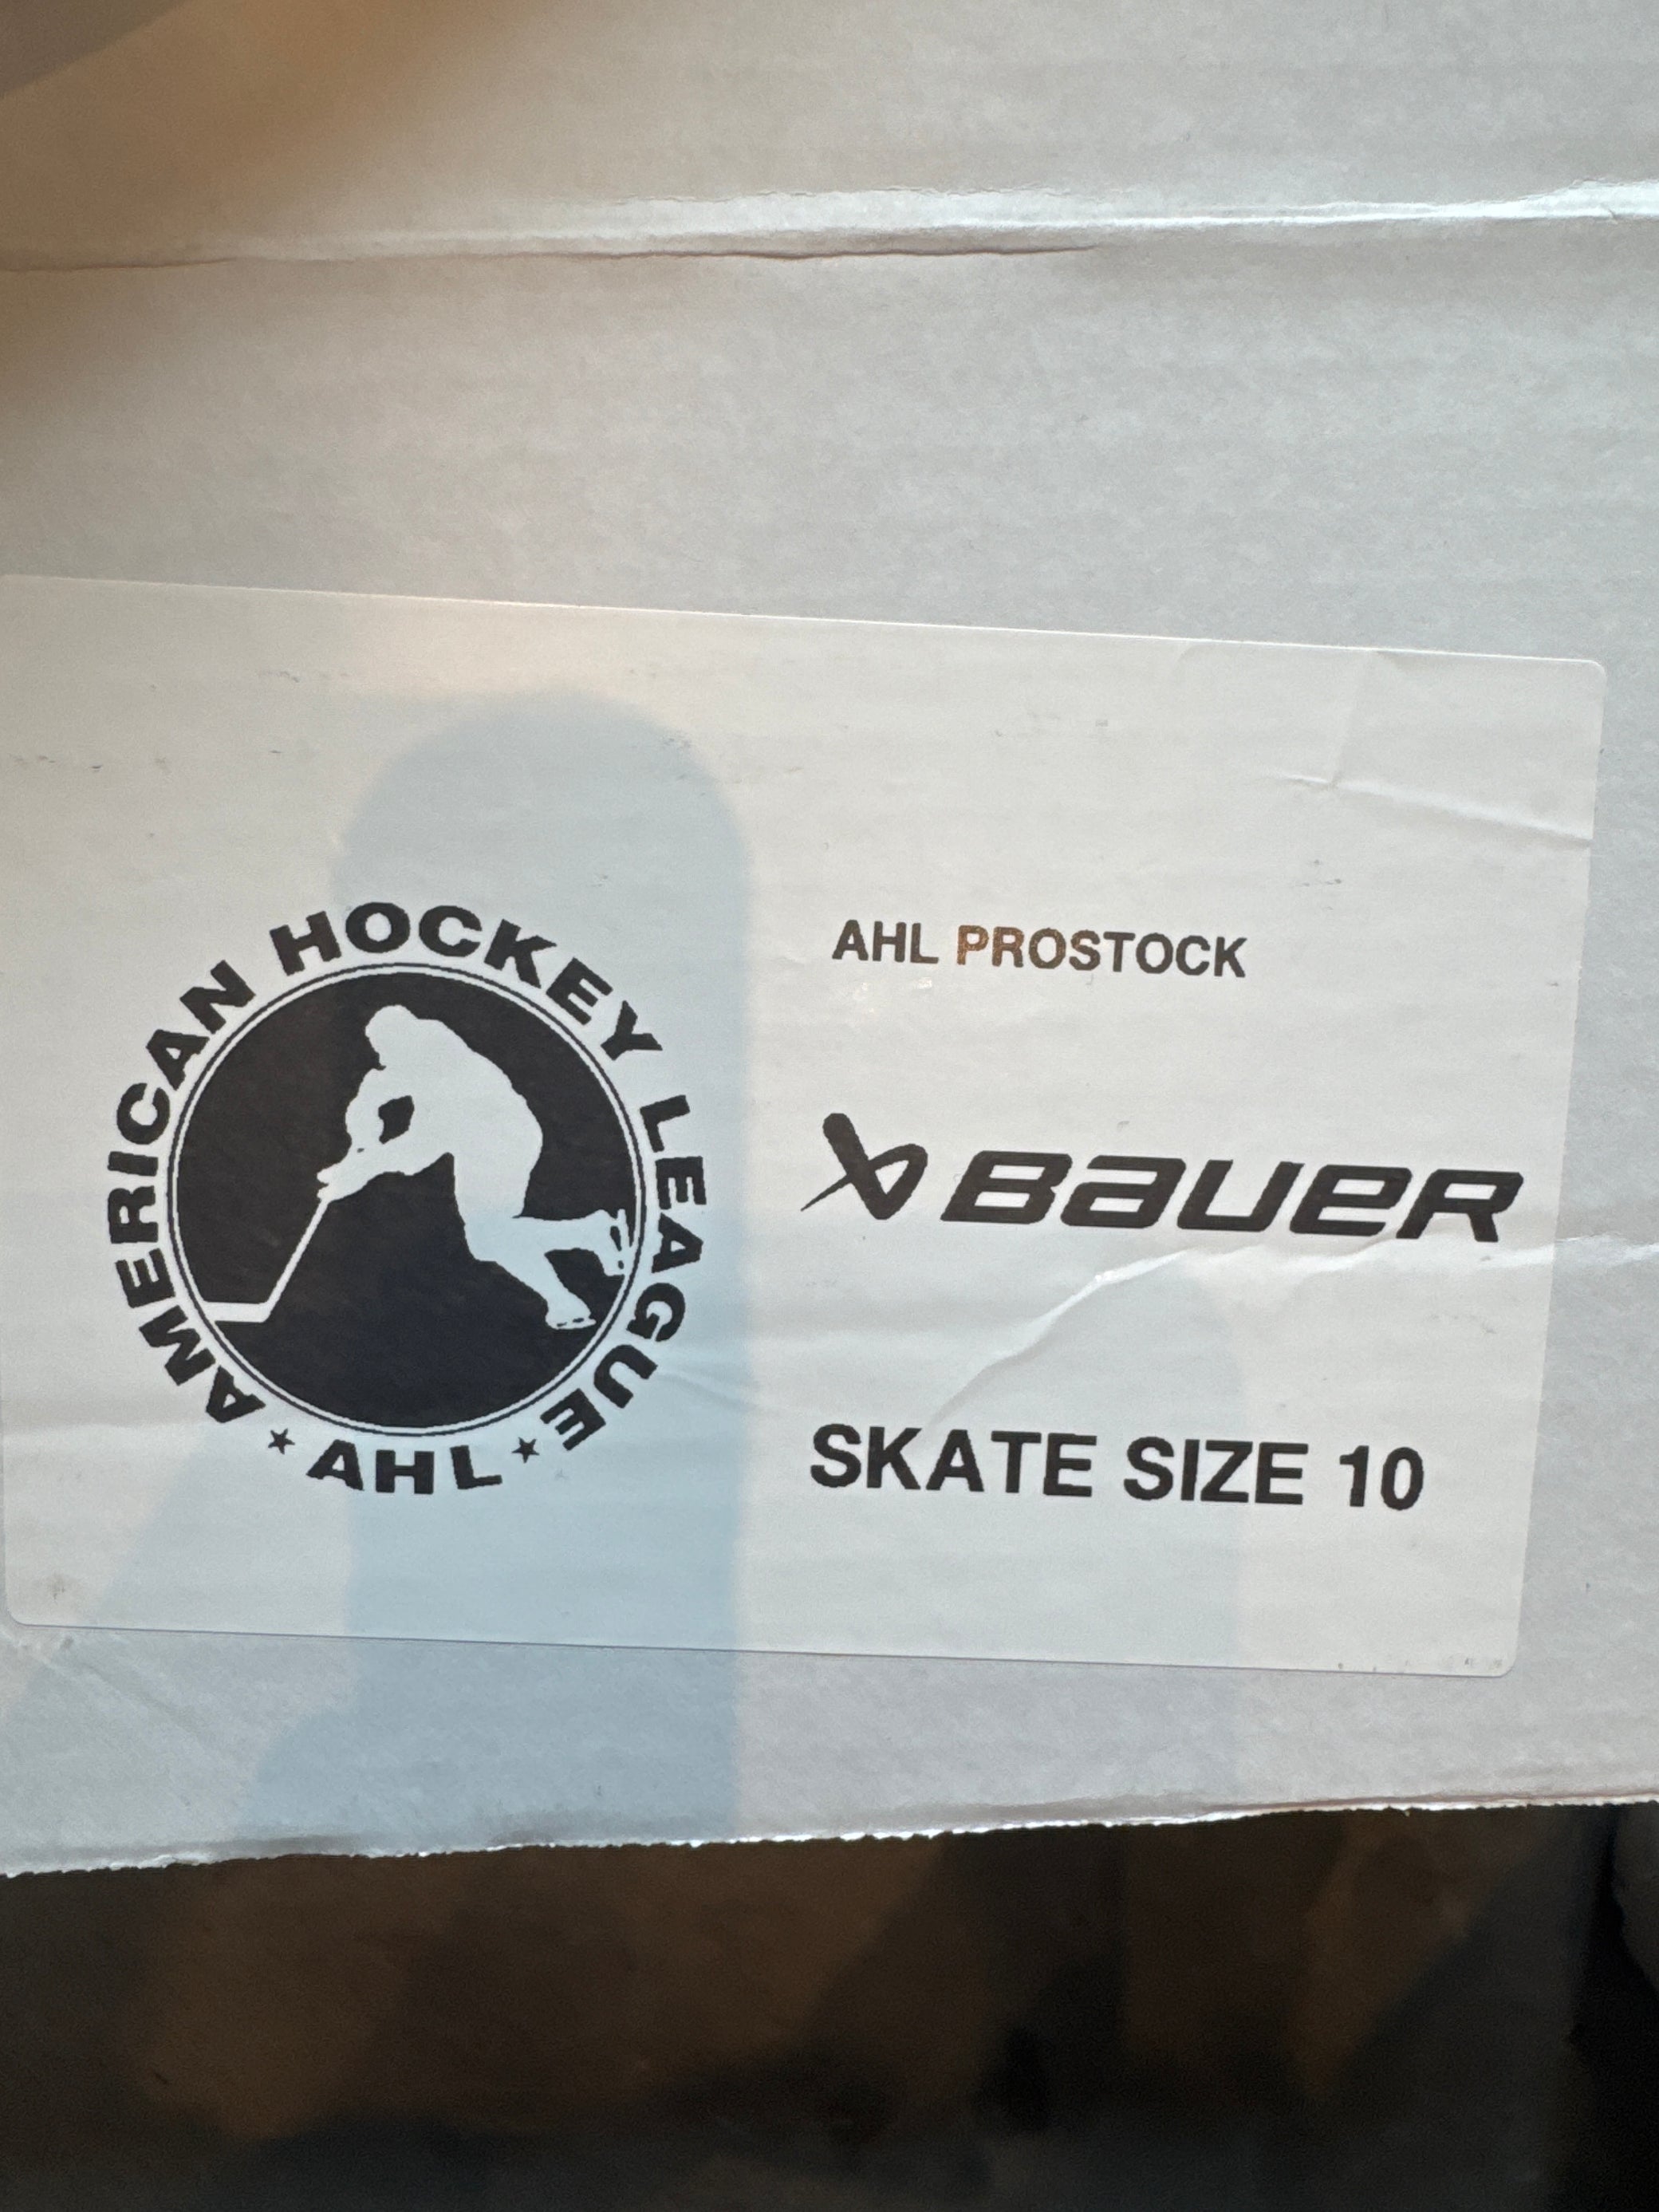 AMERICAN HOCKEY LEAGUE
AHL
AHL PROSTOCK
BAUER
SKATE SIZE 10